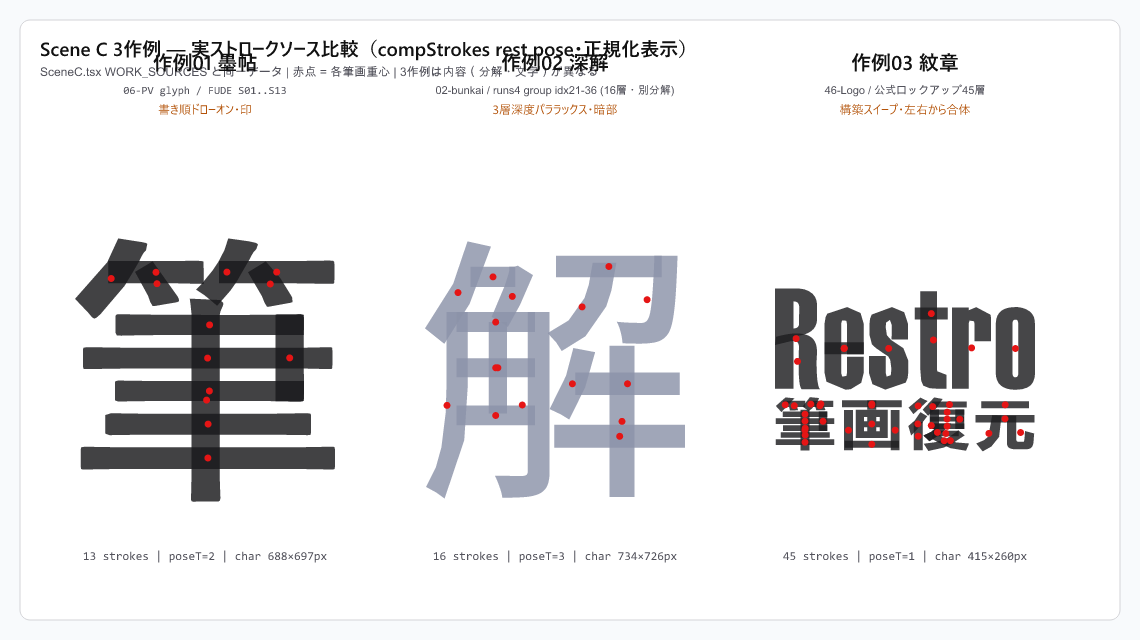 Scene C 3作例 — 実ストロークソース比較（compStrokes rest pose・正規化表示）
SceneC.tsx WORK_SOURCES と同一データ | 赤点 = 各筆画重心 | 3作例は内容 ( 分解・文字 ) が異なる
作例01 墨帖
06-PV glyph / FUDE S01..S13
書き順ドローオン・印
筆
13 strokes | poseT=2 | char 688×697px
作例02 深解
02-bunkai / runs4 group idx21-36 (16層・別分解)
3層深度パララックス・暗部
解
16 strokes | poseT=3 | char 734×726px
作例03 紋章
46-Logo / 公式ロックアップ45層
構築スイープ・左右から合体
Restro
筆画復元
45 strokes | poseT=1 | char 415×260px